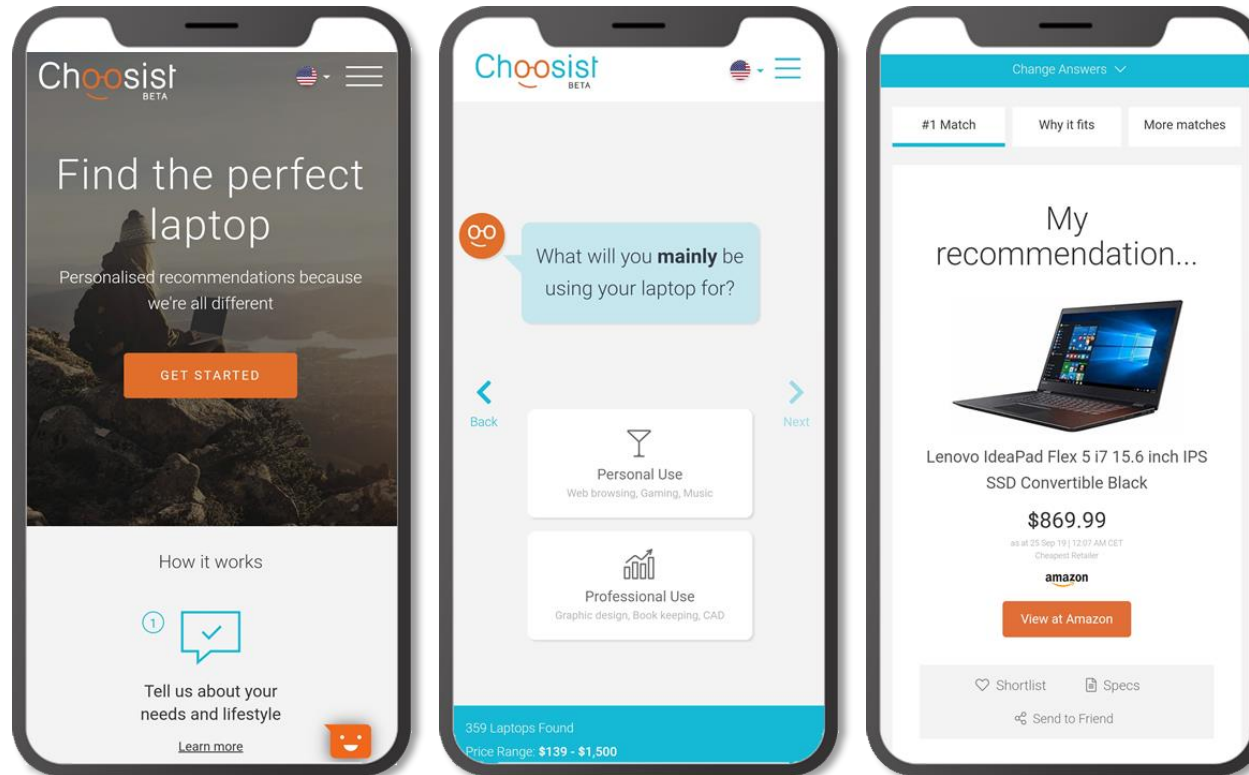 Choosist
BETA
Find the perfect
laptop
Personalised recommendations because
we're all different
GET STARTED
How it works
1
Tell us about your
needs and lifestyle
Learn more
Choosist
BETA
What will you mainly be
using your laptop for?
Back
Next
Personal Use
Web browsing, Gaming, Music
Professional Use
Graphic design, Book keeping, CAD
359 Laptops Found
Price Range: $139 - $1,500
Change Answers
#1 Match
Why it fits
More matches
My
recommendation...
Lenovo IdeaPad Flex 5 i7 15.6 inch IPS
SSD Convertible Black
$869.99
as at 25 Sep 19 | 12:07 AM CET
Cheapest Retailer
amazon
View at Amazon
Shortlist
Specs
Send to Friend